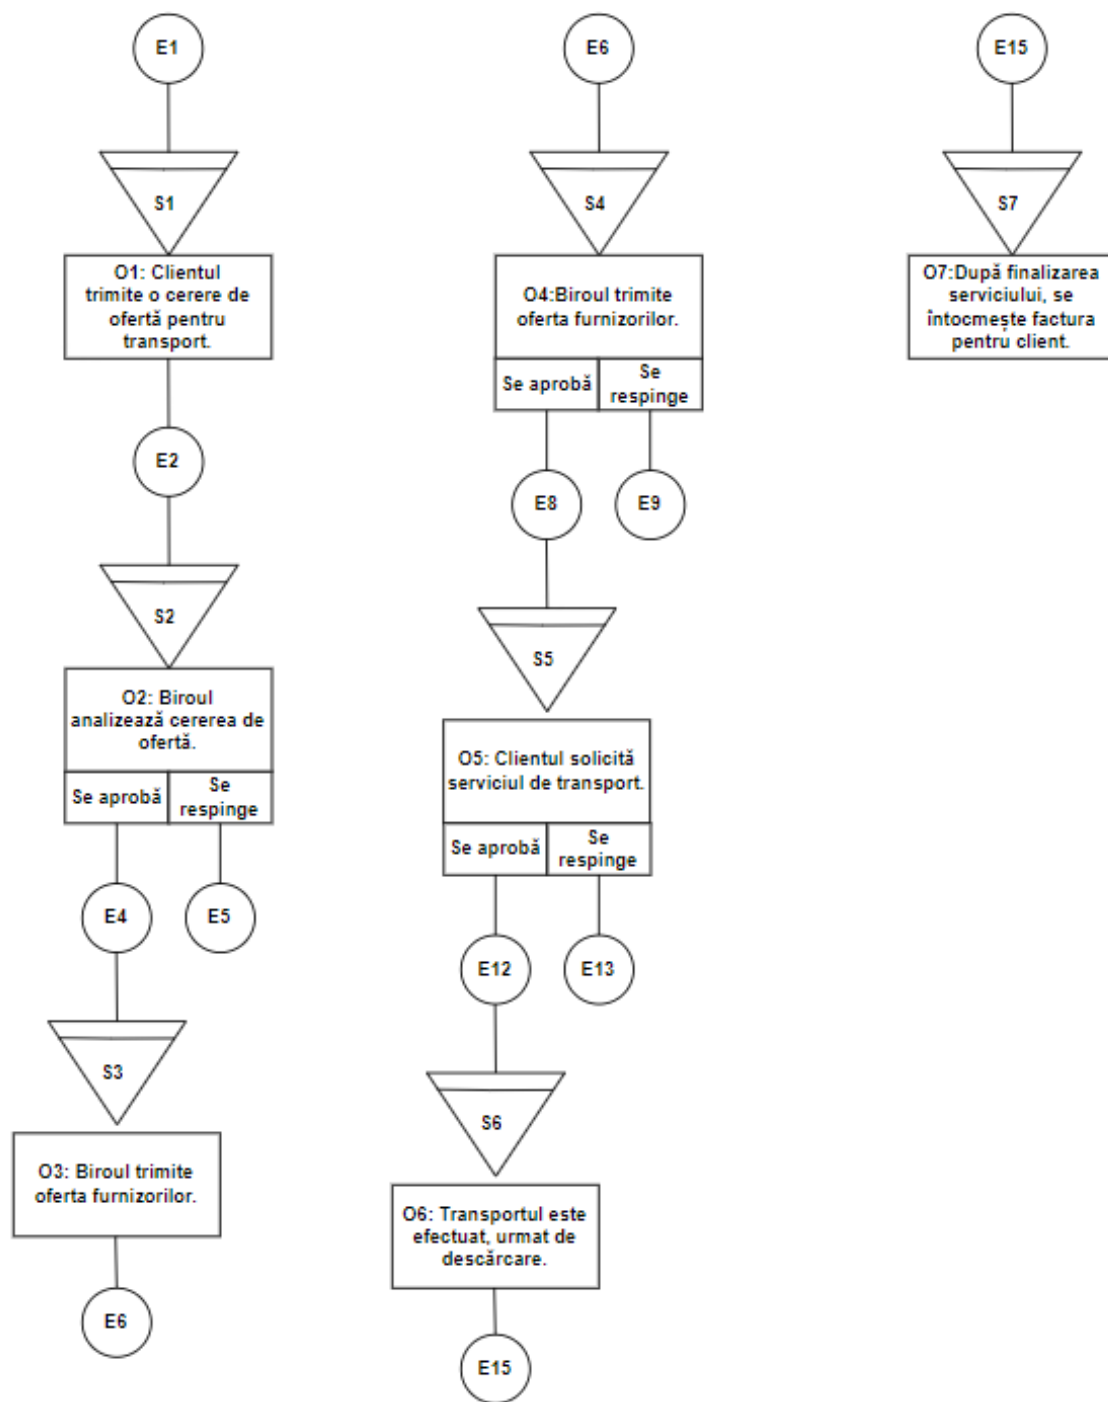 E1
S1
O1: Clientul
trimite o cerere de
ofertă pentru
transport.
E2
S2
O2: Biroul
analizează cererea de
ofertă.
Se aprobă
Se
respinge
E4
E5
S3
O3: Biroul trimite
oferta furnizorilor.
E6
E6
S4
O4:Biroul trimite
oferta furnizorilor.
Se aprobă
Se
respinge
E8
E9
S5
O5: Clientul solicită
serviciul de transport.
Se aprobă
Se
respinge
E12
E13
S6
O6: Transportul este
efectuat, urmat de
descărcare.
E15
E15
S7
O7:După finalizarea
serviciului, se
întocmește factura
pentru client.